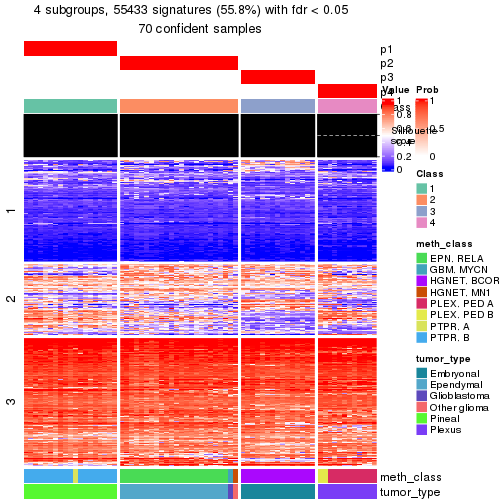 4 subgroups, 55433 signatures (55.8%) with fdr < 0.05
70 confident samples
p1
p2
p3
p4
Class
Silhouette
score
1
2
3
meth_class
tumor_type
Value
1
0.8
0.6
0.4
0.2
0
Prob
1
0.5
0
Class
1
2
3
4
meth_class
EPN. RELA
GBM. MYCN
HGNET. BCOR
HGNET. MN1
PLEX. PED A
PLEX. PED B
PTPR. A
PTPR. B
tumor_type
Embryonal
Ependymal
Glioblastoma
Other glioma
Pineal
Plexus